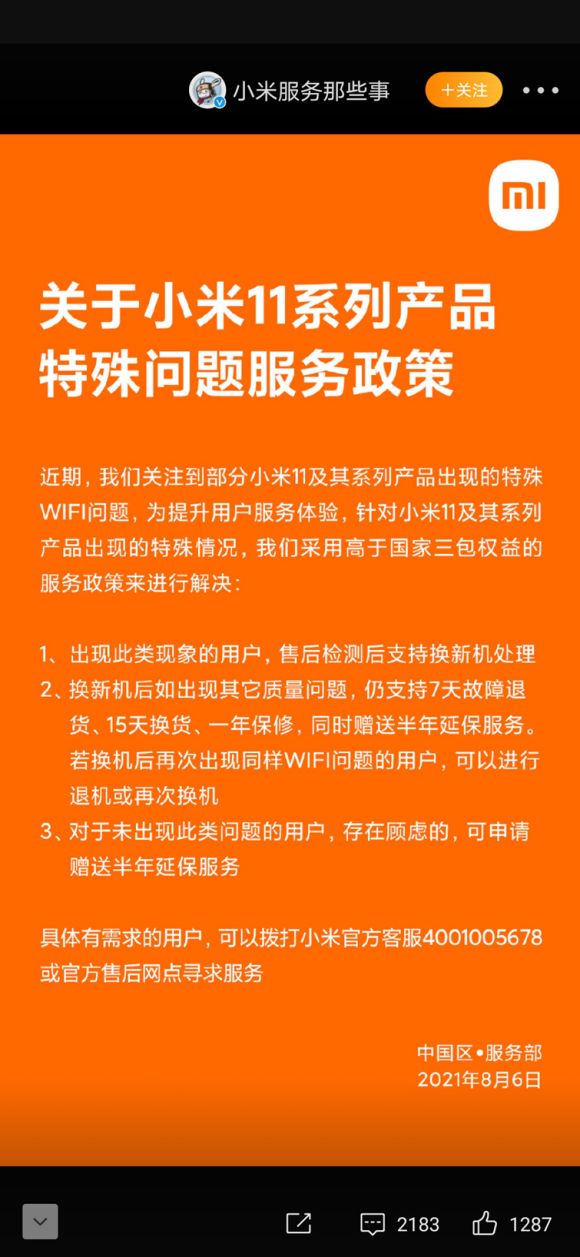 小米服务那些事
+关注
mi
关于小米11系列产品
特殊问题服务政策
近期，我们关注到部分小米11及其系列产品出现的特殊
WIFI问题，为提升用户服务体验，针对小米11及其系列
产品出现的特殊情况，我们采用高于国家三包权益的
服务政策来进行解决：
1、出现此类现象的用户，售后检测后支持换新机处理
2、换新机后如出现其它质量问题，仍支持7天故障退
货、15天换货、一年保修，同时赠送半年延保服务。
若换机后再次出现同样WIFI问题的用户，可以进行
退机或再次换机
3、对于未出现此类问题的用户，存在顾虑的，可申请
赠送半年延保服务
具体有需求的用户，可以拨打小米官方客服4001005678
或官方售后网点寻求服务
中国区•服务部
2021年8月6日
2183
1287